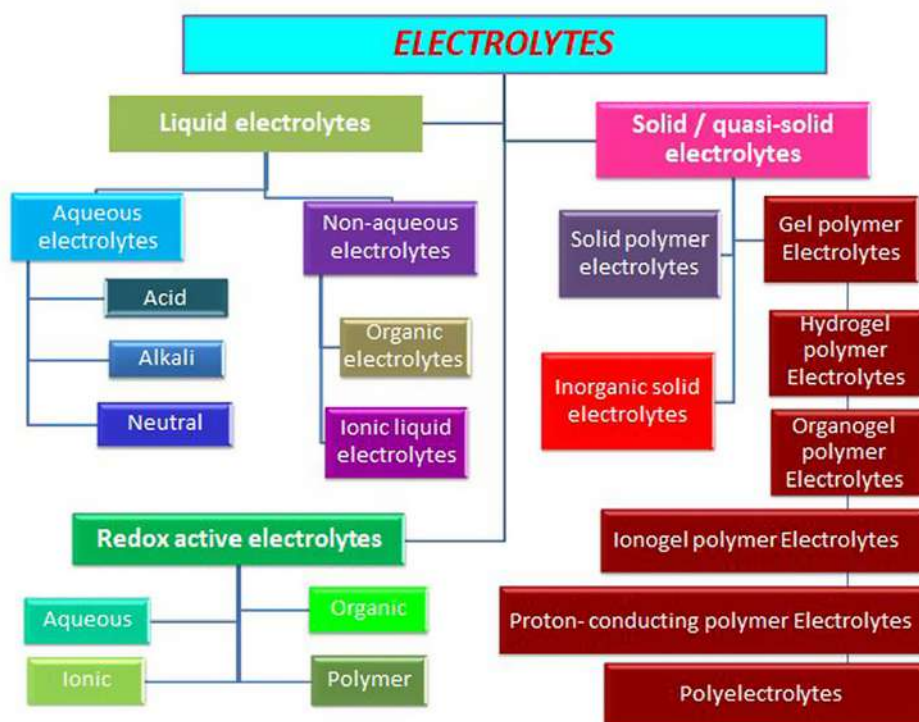 ELECTROLYTES
Liquid electrolytes
Solid / quasi-solid
electrolytes
Aqueous
electrolytes
Non-aqueous
electrolytes
Solid polymer
electrolytes
Gel polymer
Electrolytes
Acid
Alkali
Neutral
Organic
electrolytes
Ionic liquid
electrolytes
Inorganic solid
electrolytes
Hydrogel
polymer
Electrolytes
Organogel
polymer
Electrolytes
Ionogel polymer Electrolytes
Proton- conducting polymer Electrolytes
Polyelectrolytes
Redox active electrolytes
Aqueous
Organic
Ionic
Polymer